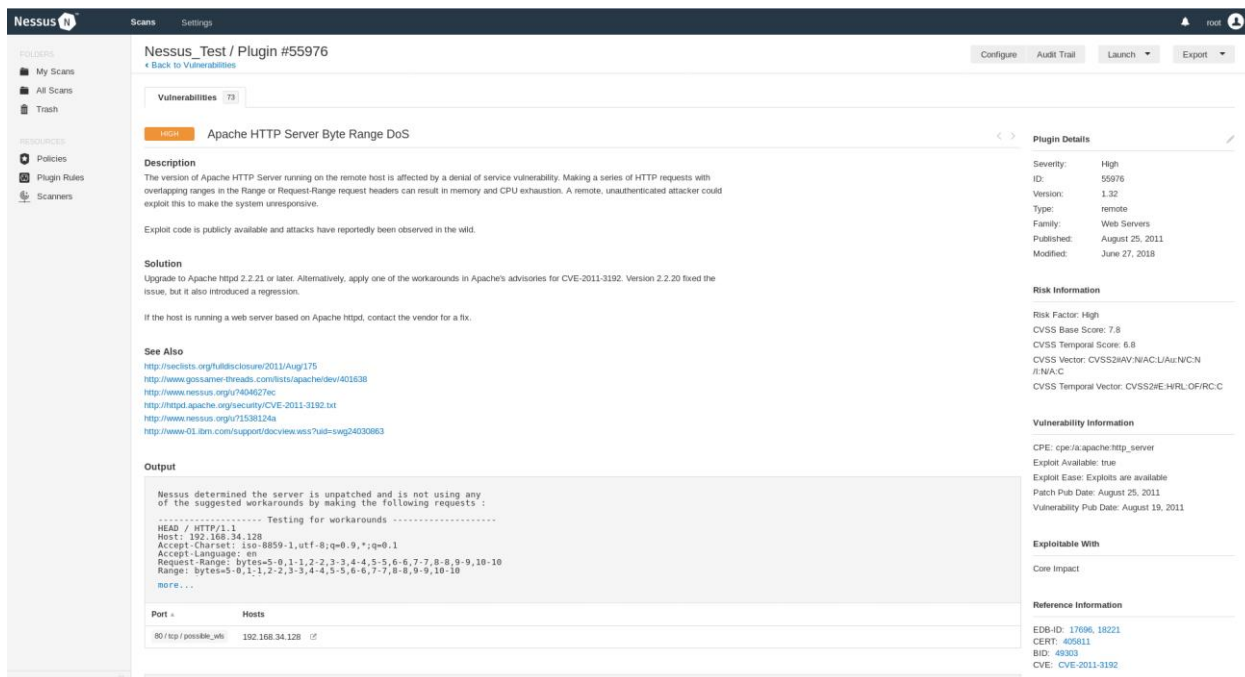 Nessus N
Scans Settings
root
FOLDERS
My Scans
All Scans
Trash
RESOURCES
Policies
Plugin Rules
Scanners
Nessus_Test / Plugin #55976
Back to Vulnerabilities
Configure Audit Trail Launch Export
Vulnerabilities 73
HIGH Apache HTTP Server Byte Range DoS
Description
The version of Apache HTTP Server running on the remote host is affected by a denial of service vulnerability. Making a series of HTTP requests with
overlapping ranges in the Range or Request-Range request headers can result in memory and CPU exhaustion. A remote, unauthenticated attacker could
exploit this to make the system unresponsive.
Exploit code is publicly available and attacks have reportedly been observed in the wild.
Solution
Upgrade to Apache httpd 2.2.21 or later. Alternatively, apply one of the workarounds in Apache's advisories for CVE-2011-3192. Version 2.2.20 fixed the
issue, but it also introduced a regression.
If the host is running a web server based on Apache httpd, contact the vendor for a fix.
See Also
http://seclists.org/fulldisclosure/2011/Aug/175
http://www.gossamer-threads.com/lists/apache/dev/401638
http://www.nessus.org/u?404627ec
http://httpd.apache.org/security/CVE-2011-3192.txt
http://www.nessus.org/u?1538124a
http://www-01.ibm.com/support/docview.wss?uid=swg24030863
Output
Nessus determined the server is unpatched and is not using any
of the suggested workarounds by making the following requests :
-------------------- Testing for workarounds --------------------
HEAD / HTTP/1.1
Host: 192.168.34.128
Accept-Charset: iso-8859-1,utf-8;q=0.9,*;q=0.1
Accept-Language: en
Request-Range: bytes=5-0,1-1,2-2,3-3,4-4,5-5,6-6,7-7,8-8,9-9,10-10
Range: bytes=5-0,1-1,2-2,3-3,4-4,5-5,6-6,7-7,8-8,9-9,10-10
more...
Port Hosts
80 / tcp / possible_wls 192.168.34.128
Plugin Details
Severity: High
ID: 55976
Version: 1.32
Type: remote
Family: Web Servers
Published: August 25, 2011
Modified: June 27, 2018
Risk Information
Risk Factor: High
CVSS Base Score: 7.8
CVSS Temporal Score: 6.8
CVSS Vector: CVSS2#AV:N/AC:L/Au:N/C:N
/I:N/A:C
CVSS Temporal Vector: CVSS2#E:H/RL:OF/RC:C
Vulnerability Information
CPE: cpe:/a:apache:http_server
Exploit Available: true
Exploit Ease: Exploits are available
Patch Pub Date: August 25, 2011
Vulnerability Pub Date: August 19, 2011
Exploitable With
Core Impact
Reference Information
EDB-ID: 17696, 18221
CERT: 405811
BID: 49303
CVE: CVE-2011-3192